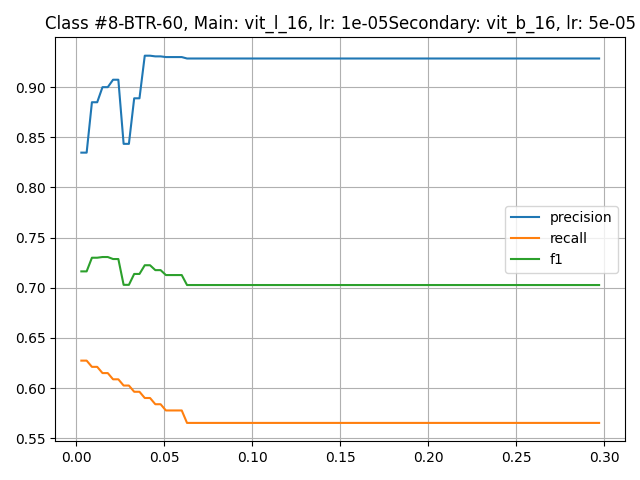 Class #8-BTR-60, Main: vit_l_16, lr: 1e-05Secondary: vit_b_16, lr: 5e-05
0.90
0.85
0.80
0.75
0.70
0.65
0.60
0.55
precision
recall
f1
0.00 0.05 0.10 0.15 0.20 0.25 0.30